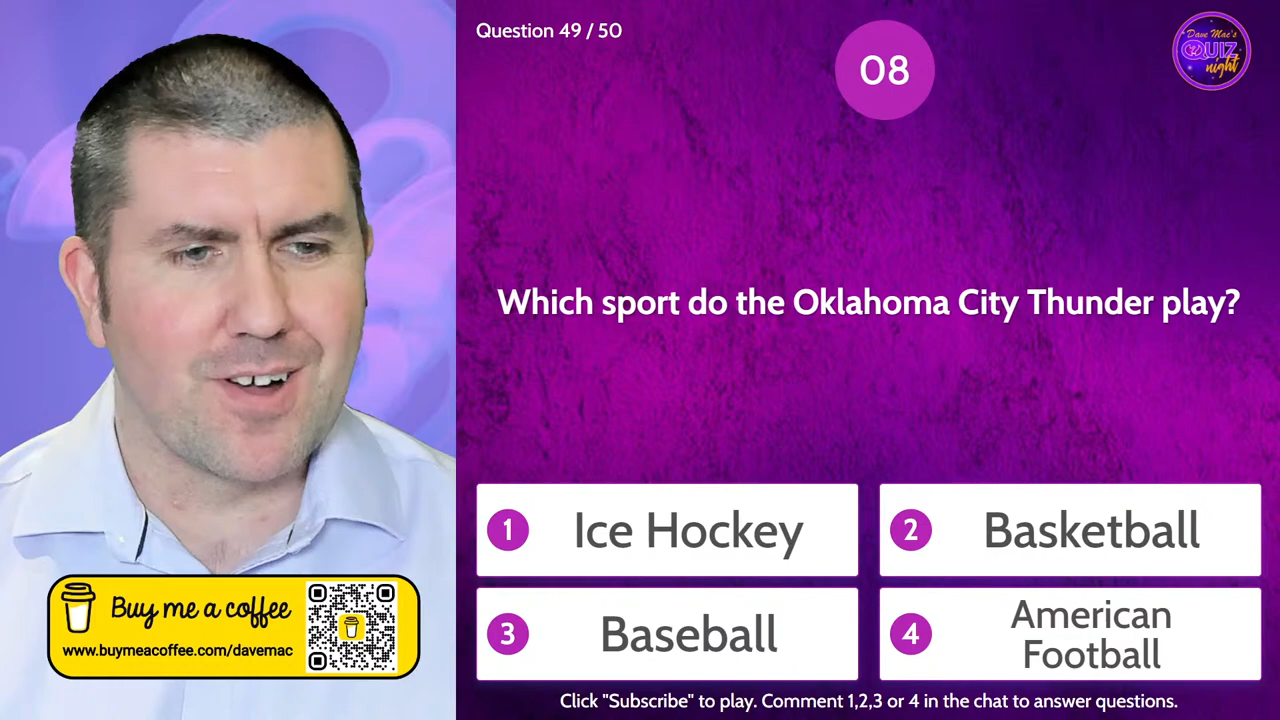 Question 49 / 50
08
Dave Mac's
QUIZ
night
Which sport do the Oklahoma City Thunder play?
1 Ice Hockey
2 Basketball
3 Baseball
4 American
Football
Buy me a coffee
www.buymeacoffee.com/davemac
Click "Subscribe" to play. Comment 1,2,3 or 4 in the chat to answer questions.